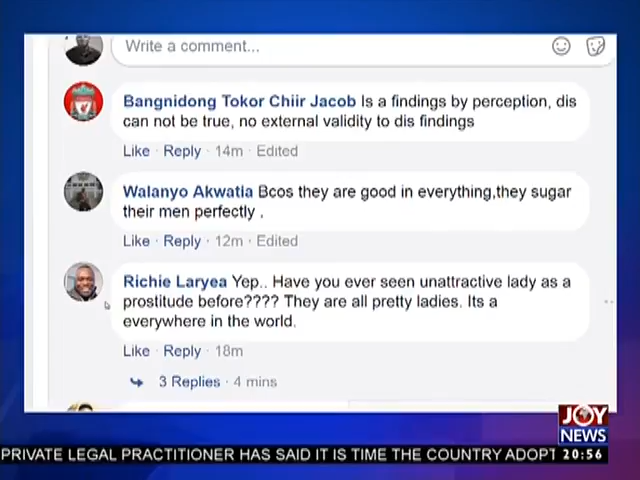 Write a comment...
Bangnidong Tokor Chiir Jacob Is a findings by perception, dis
can not be true, no external validity to dis findings
Like · Reply · 14m · Edited
Walanyo Akwatia Bcos they are good in everything,they sugar
their men perfectly .
Like · Reply · 12m · Edited
Richie Laryea Yep.. Have you ever seen unattractive lady as a
prostitude before???? They are all pretty ladies. Its a
everywhere in the world.
Like · Reply · 18m
3 Replies · 4 mins
JOY
NEWS
PRIVATE LEGAL PRACTITIONER HAS SAID IT IS TIME THE COUNTRY ADOPT 20:56